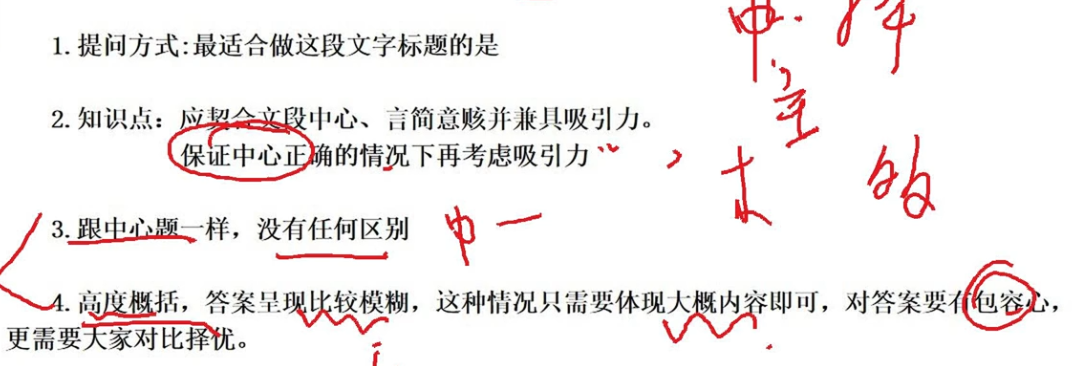 1. 提问方式:最适合做这段文字标题的是
2. 知识点：应契合文段中心、言简意赅并兼具吸引力。
保证中心正确的情况下再考虑吸引力
3. 跟中心题一样，没有任何区别
4. 高度概括，答案呈现比较模糊，这种情况只需要体现大概内容即可，对答案要有包容心，
更需要大家对比择优。